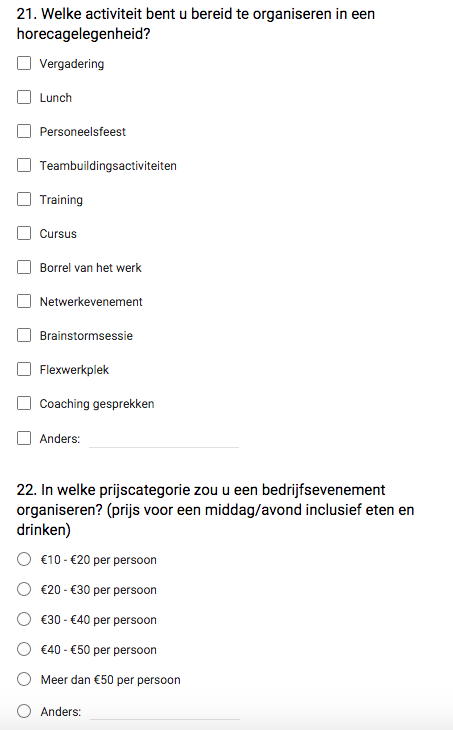 21. Welke activiteit bent u bereid te organiseren in een
horecagelegenheid?
Vergadering
Lunch
Personeelsfeest
Teambuildingsactiviteiten
Training
Cursus
Borrel van het werk
Netwerkevenement
Brainstormsessie
Flexwerkplek
Coaching gesprekken
Anders:
22. In welke prijscategorie zou u een bedrijfsevenement
organiseren? (prijs voor een middag/avond inclusief eten en
drinken)
€10 - €20 per persoon
€20 - €30 per persoon
€30 - €40 per persoon
€40 - €50 per persoon
Meer dan €50 per persoon
Anders: